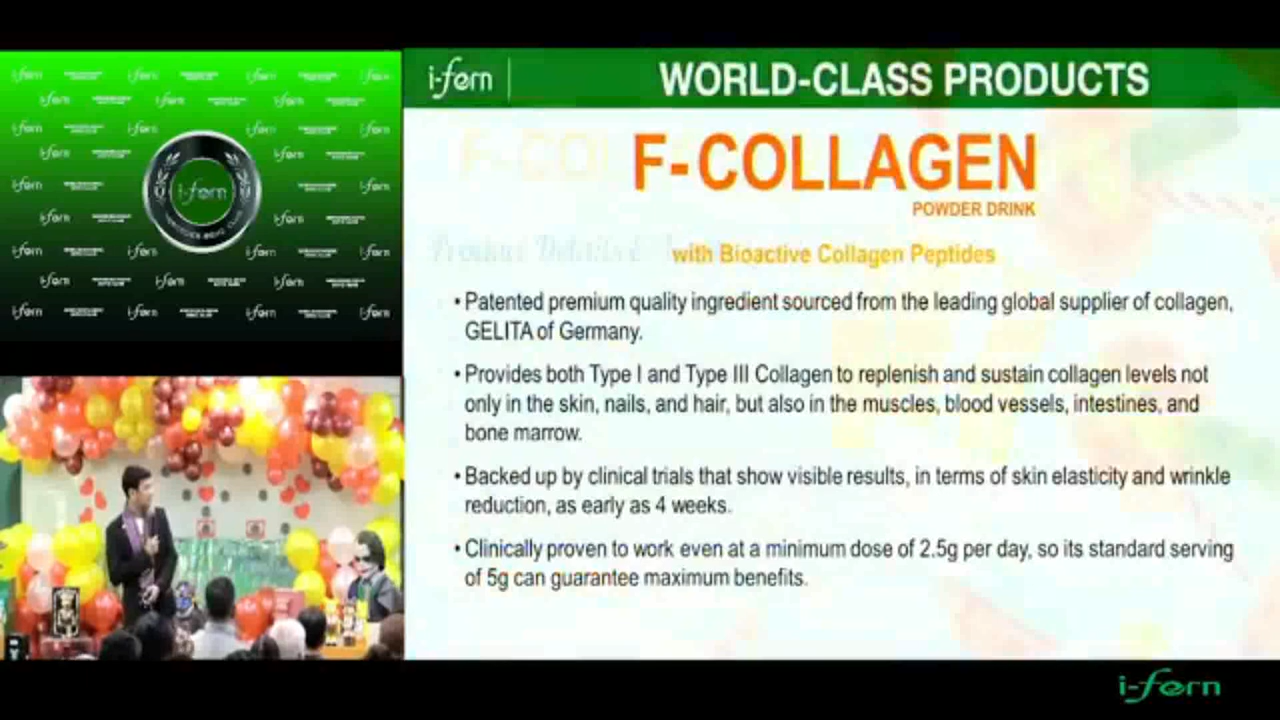 i-fern
WORLD-CLASS PRODUCTS
F-COLLAGEN
POWDER DRINK
with Bioactive Collagen Peptides
• Patented premium quality ingredient sourced from the leading global supplier of collagen,
GELITA of Germany.
• Provides both Type I and Type III Collagen to replenish and sustain collagen levels not
only in the skin, nails, and hair, but also in the muscles, blood vessels, intestines, and
bone marrow.
• Backed up by clinical trials that show visible results, in terms of skin elasticity and wrinkle
reduction, as early as 4 weeks.
• Clinically proven to work even at a minimum dose of 2.5g per day, so its standard serving
of 5g can guarantee maximum benefits.
i-fern
i-fern